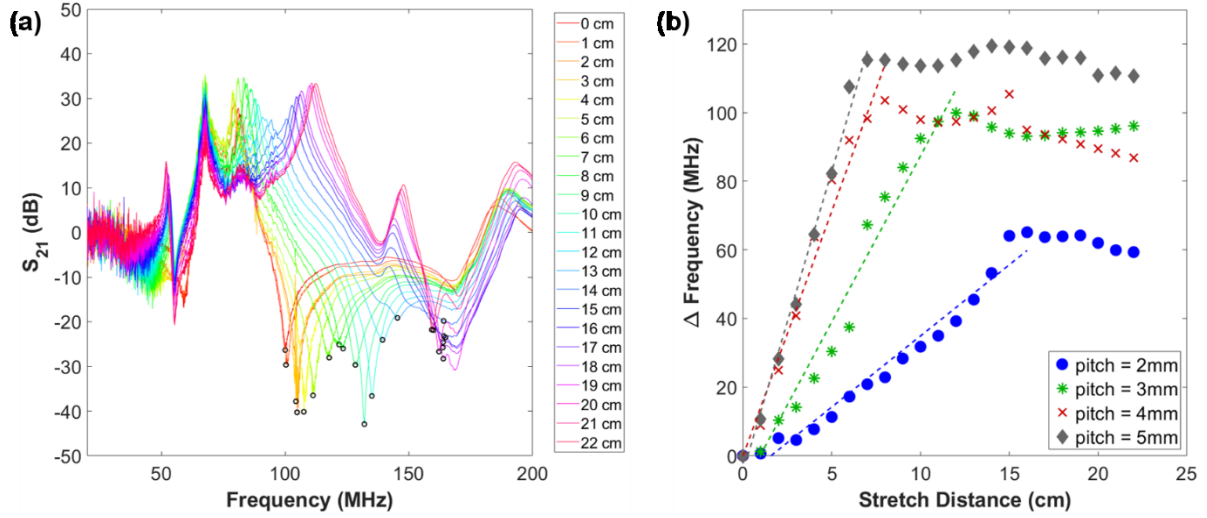 (a)
50
40
30
20
10
0
-10
-20
-30
-40
-50
S21 (dB)
50
100
150
200
Frequency (MHz)
0 cm
1 cm
2 cm
3 cm
4 cm
5 cm
6 cm
7 cm
8 cm
9 cm
10 cm
11 cm
12 cm
13 cm
14 cm
15 cm
16 cm
17 cm
18 cm
19 cm
20 cm
21 cm
22 cm
(b)
120
100
80
60
40
20
0
Δ Frequency (MHz)
0
5
10
15
20
25
Stretch Distance (cm)
pitch = 2mm
pitch = 3mm
pitch = 4mm
pitch = 5mm